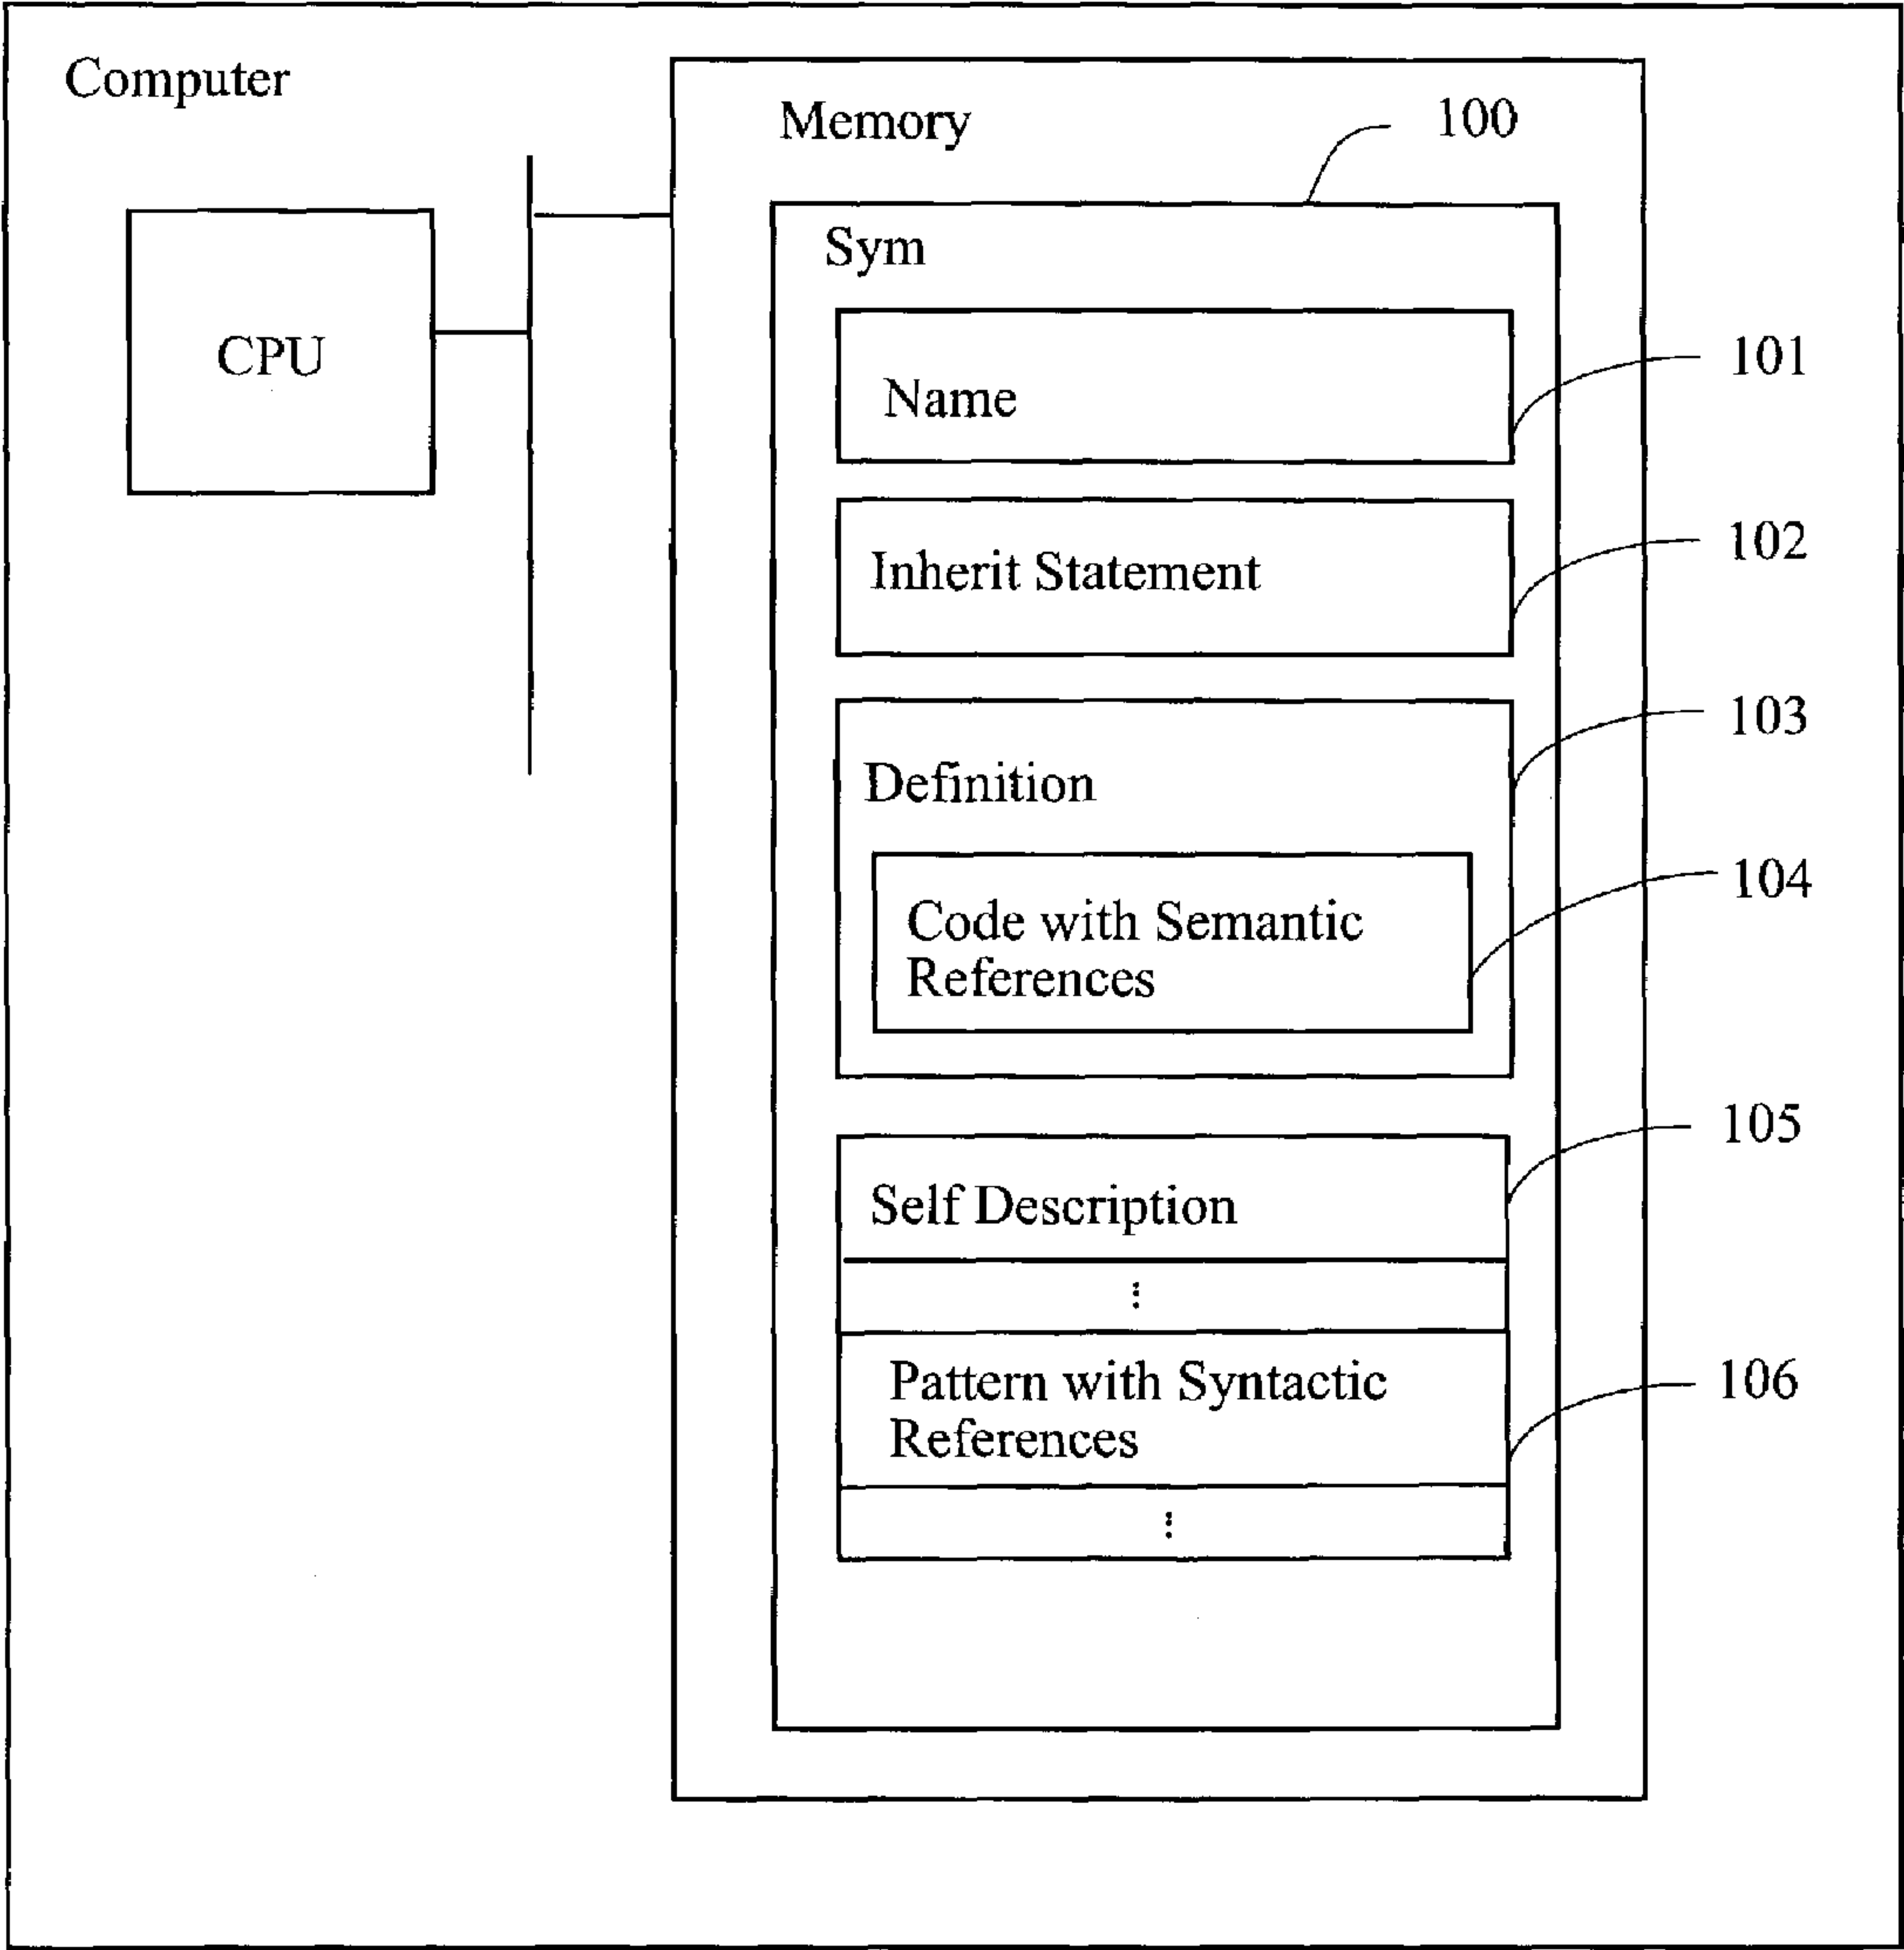 Computer
Memory
100
Sym
CPU
Name
101
Inherit Statement
102
Definition
103
Code with Semantic
References
104
Self Description
105
⋮
Pattern with Syntactic
References
106
⋮